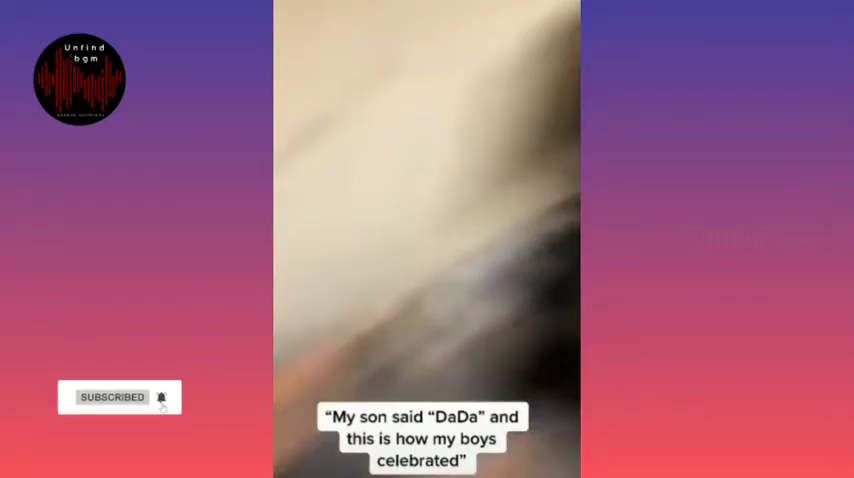 Unfind
bgm
SUBSCRIBED
“My son said “DaDa” and
this is how my boys
celebrated”